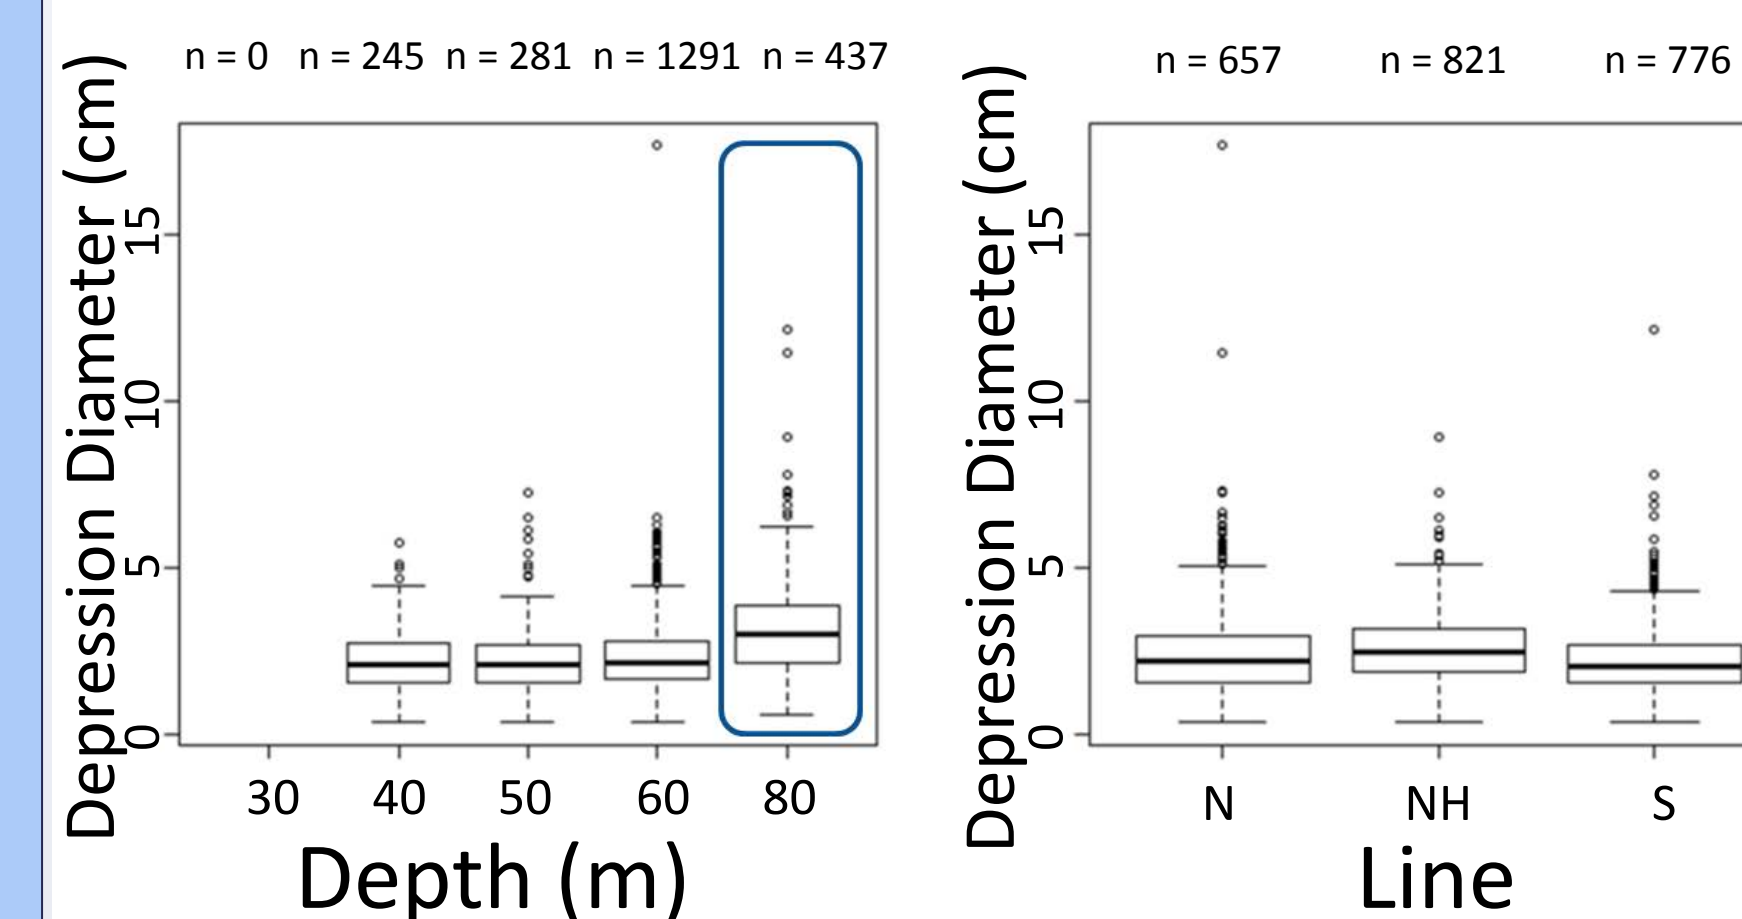 n = 0 n = 245 n = 281 n = 1291 n = 437
Depression Diameter (cm)
15
10
5
0
30 40 50 60 80
Depth (m)
n = 657 n = 821 n = 776
Depression Diameter (cm)
15
10
5
0
N NH S
Line